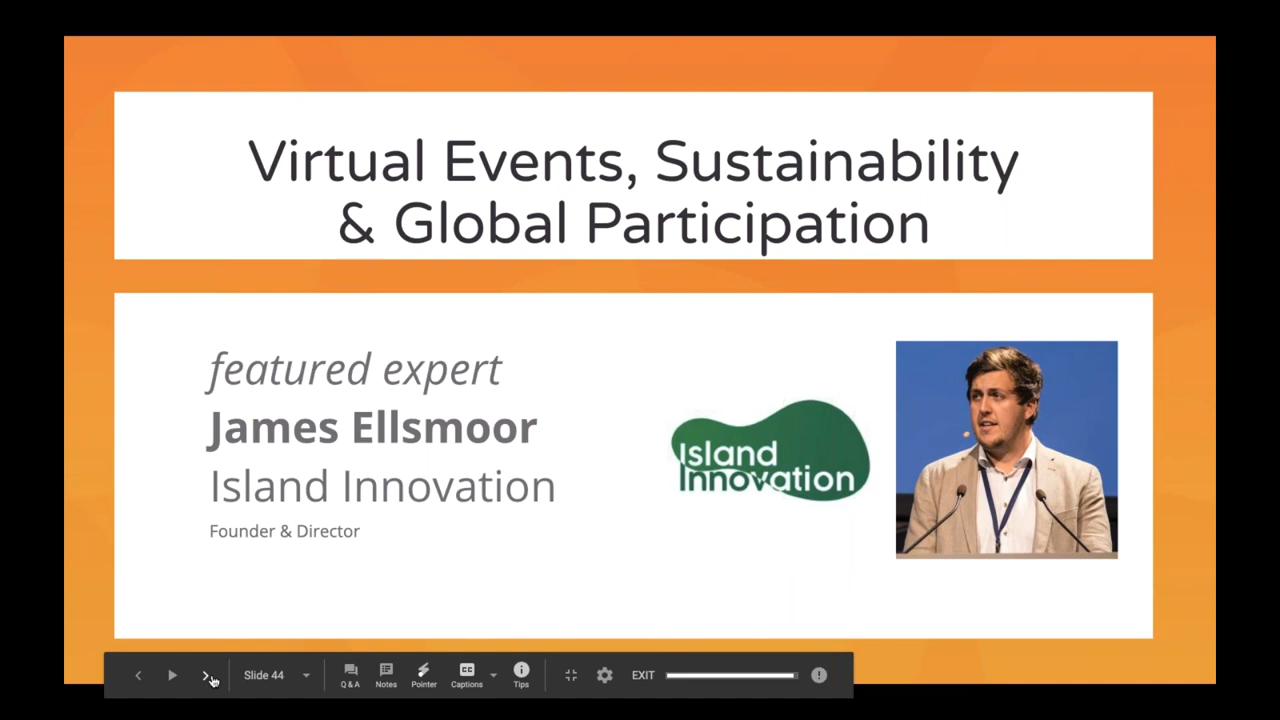 Virtual Events, Sustainability
& Global Participation
featured expert
James Ellsmoor
Island Innovation
Founder & Director
Island
Innovation
Slide 44
Q & A
Notes
Pointer
CC
Captions
Tips
EXIT